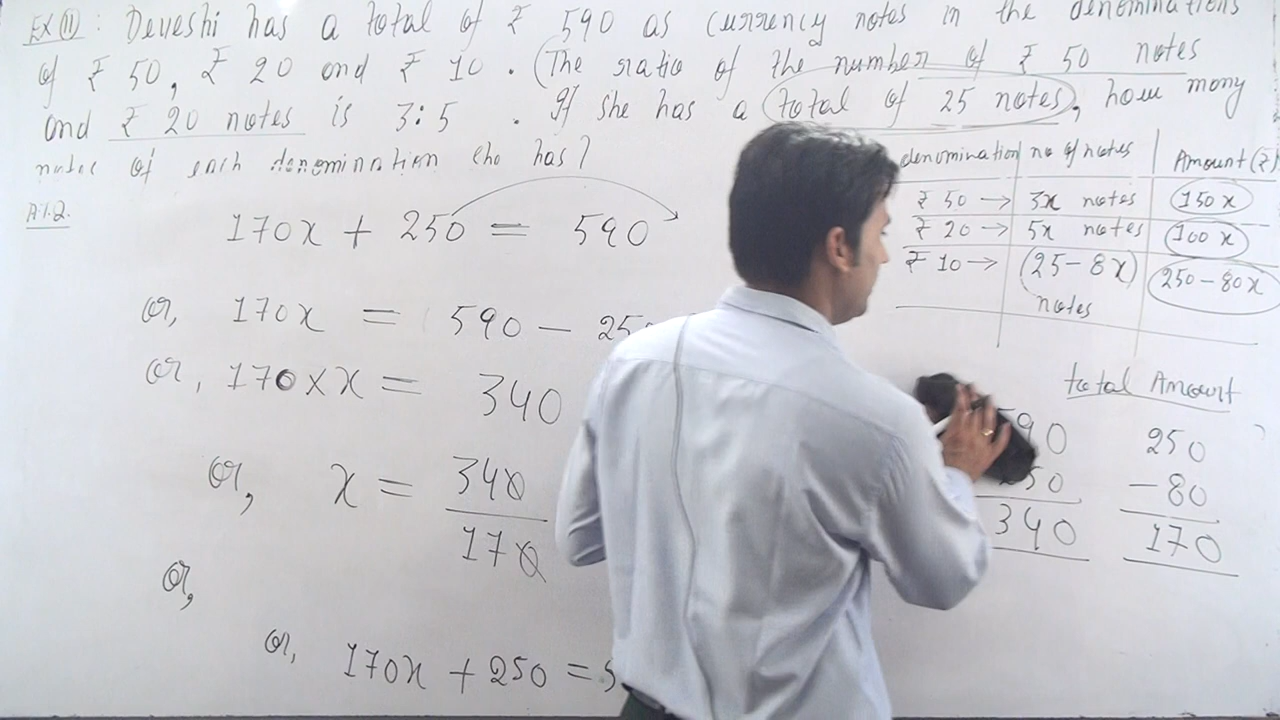 Ex (11) : Deveshi has a total of ₹ 590 as currency notes in the denominations
of ₹ 50, ₹ 20 and ₹ 10 . (The ratio of the number of ₹ 50 notes
and ₹ 20 notes is 3:5 . If she has a total of 25 notes, how many
notes of each denomination she has?
A.1.2.
170x + 250 = 590
or, 170x = 590 - 25
or, 170 × x = 340
or, x = 340/170
or,
or, 170x + 250 = 5
denomination | no of notes | Amount (₹)
₹ 50 → | 3x notes | 150x
₹ 20 → | 5x notes | 100x
₹ 10 → | (25-8x) notes | 250-80x
total Amount
90
250
340
250
-80
170